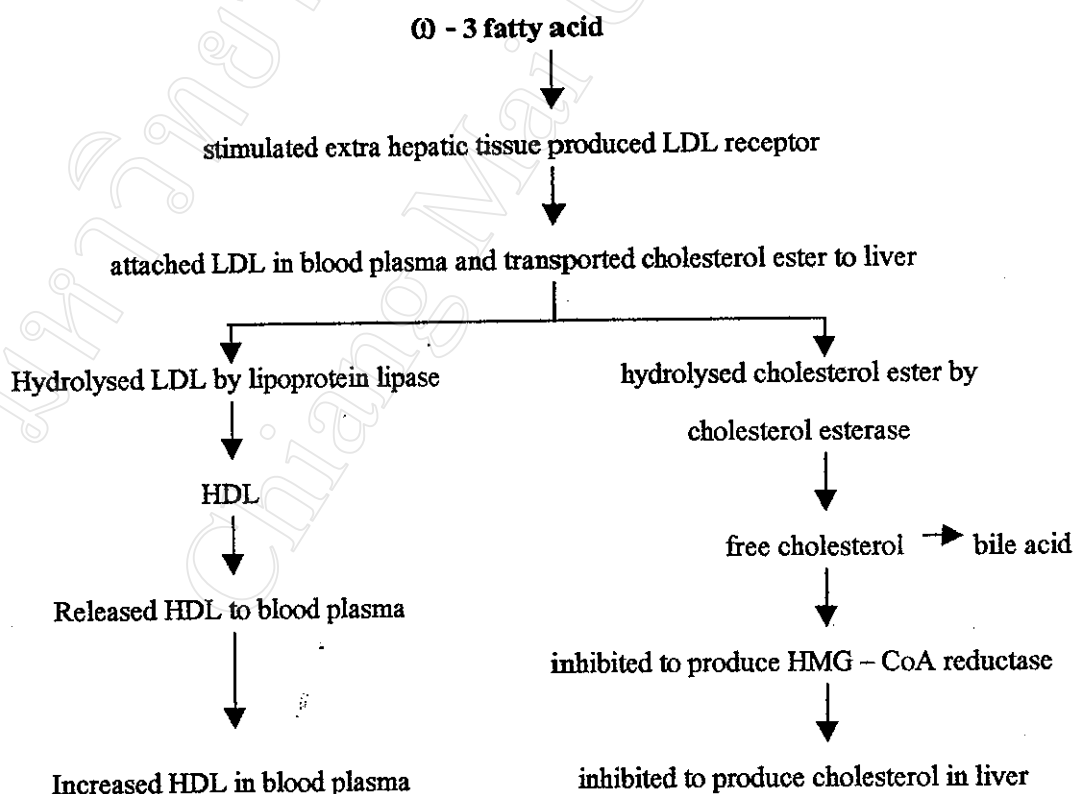 ω - 3 fatty acid
stimulated extra hepatic tissue produced LDL receptor
attached LDL in blood plasma and transported cholesterol ester to liver
Hydrolysed LDL by lipoprotein lipase
HDL
Released HDL to blood plasma
Increased HDL in blood plasma
hydrolysed cholesterol ester by
cholesterol esterase
free cholesterol
bile acid
inhibited to produce HMG – CoA reductase
inhibited to produce cholesterol in liver
Chiang Mai